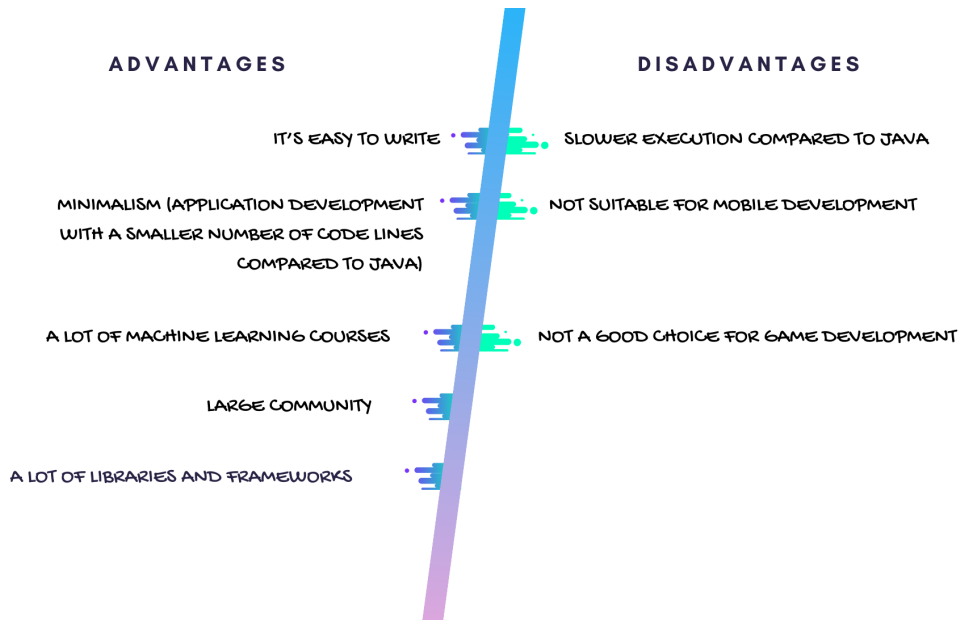 ADVANTAGES
DISADVANTAGES
IT'S EASY TO WRITE
SLOWER EXECUTION COMPARED TO JAVA
MINIMALISM (APPLICATION DEVELOPMENT
WITH A SMALLER NUMBER OF CODE LINES
COMPARED TO JAVA)
NOT SUITABLE FOR MOBILE DEVELOPMENT
A LOT OF MACHINE LEARNING COURSES
NOT A GOOD CHOICE FOR GAME DEVELOPMENT
LARGE COMMUNITY
A LOT OF LIBRARIES AND FRAMEWORKS